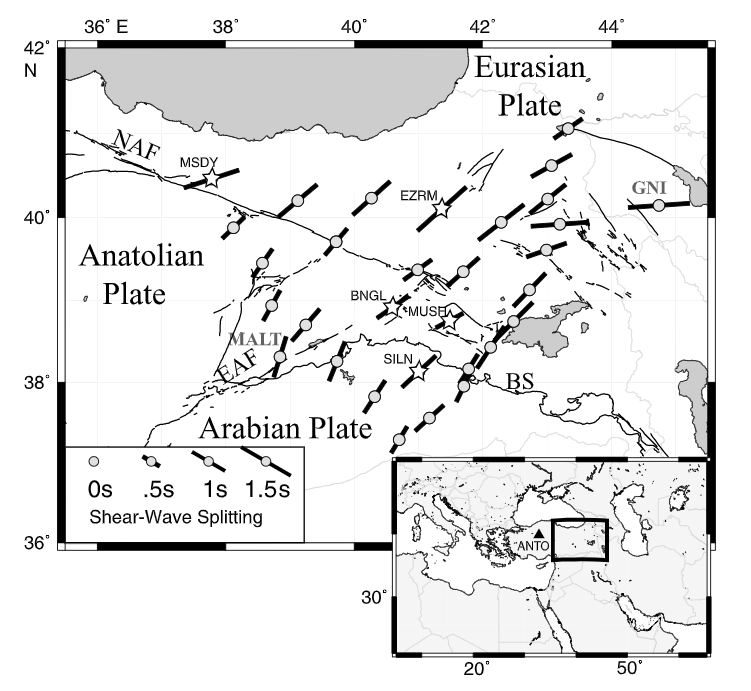 36° E 38 40 42 44
42°
N
Eurasian
Plate
NAF
MSDY
EZRM
GNI
40°
Anatolian
Plate
BNGL
MUSH
MALT
EAF
SILN
38°
BS
Arabian Plate
0s .5s 1s 1.5s
Shear-Wave Splitting
36°
ANTO
30°
20° 50°